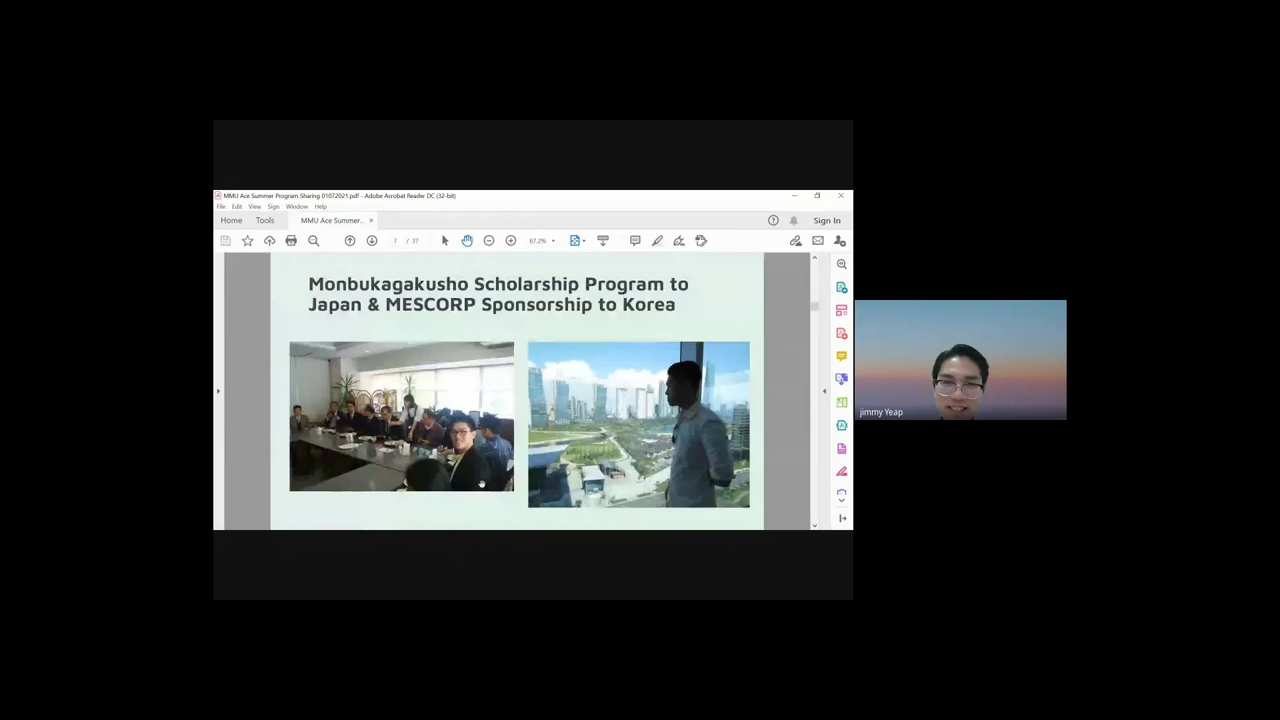 MMU Ace Summer Program Sharing 01072021.pdf - Adobe Acrobat Reader DC (32-bit)
File Edit View Sign Window Help
Home Tools MMU Ace Summer... × Sign In
7 / 37 67.2%
Monbukagakusho Scholarship Program to
Japan & MESCORP Sponsorship to Korea
jimmy Yeap